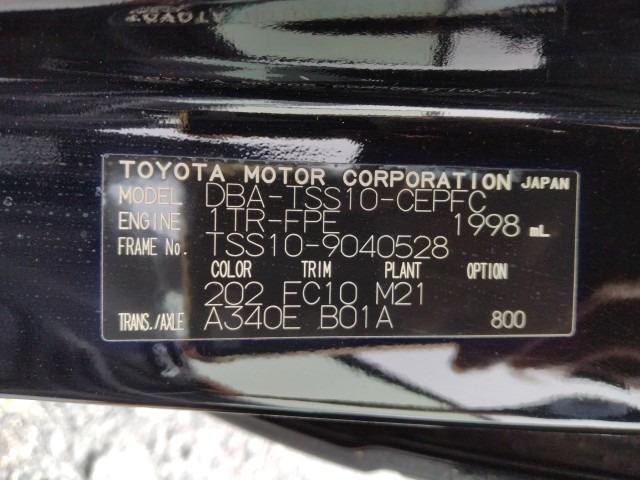 TOYOTA MOTOR CORPORATION JAPAN
MODEL DBA-TSS10-CEPFC
ENGINE 1TR-FPE 1998 mL
FRAME No. TSS10-9040528
COLOR TRIM PLANT OPTION
202 FC10 M21
TRANS./AXLE A340E B01A 800